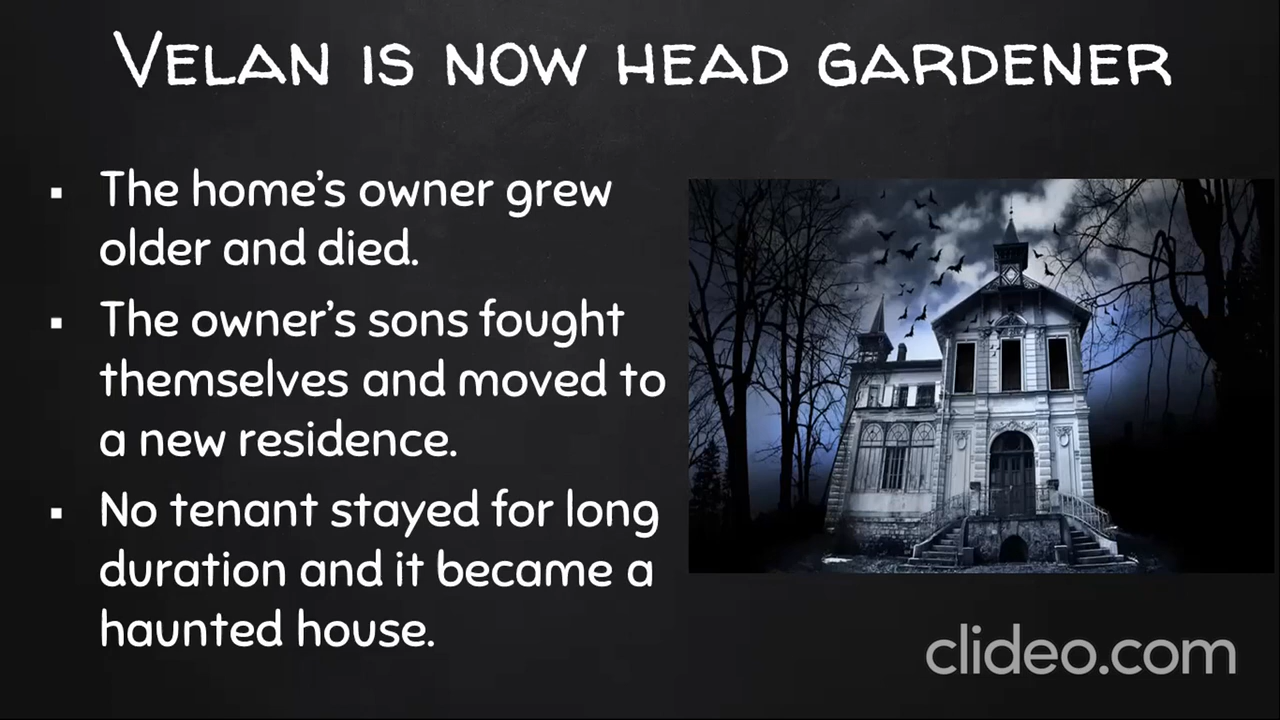 Velan is now head gardener
▪ The home's owner grew
older and died.
▪ The owner's sons fought
themselves and moved to
a new residence.
▪ No tenant stayed for long
duration and it became a
haunted house.
clideo.com